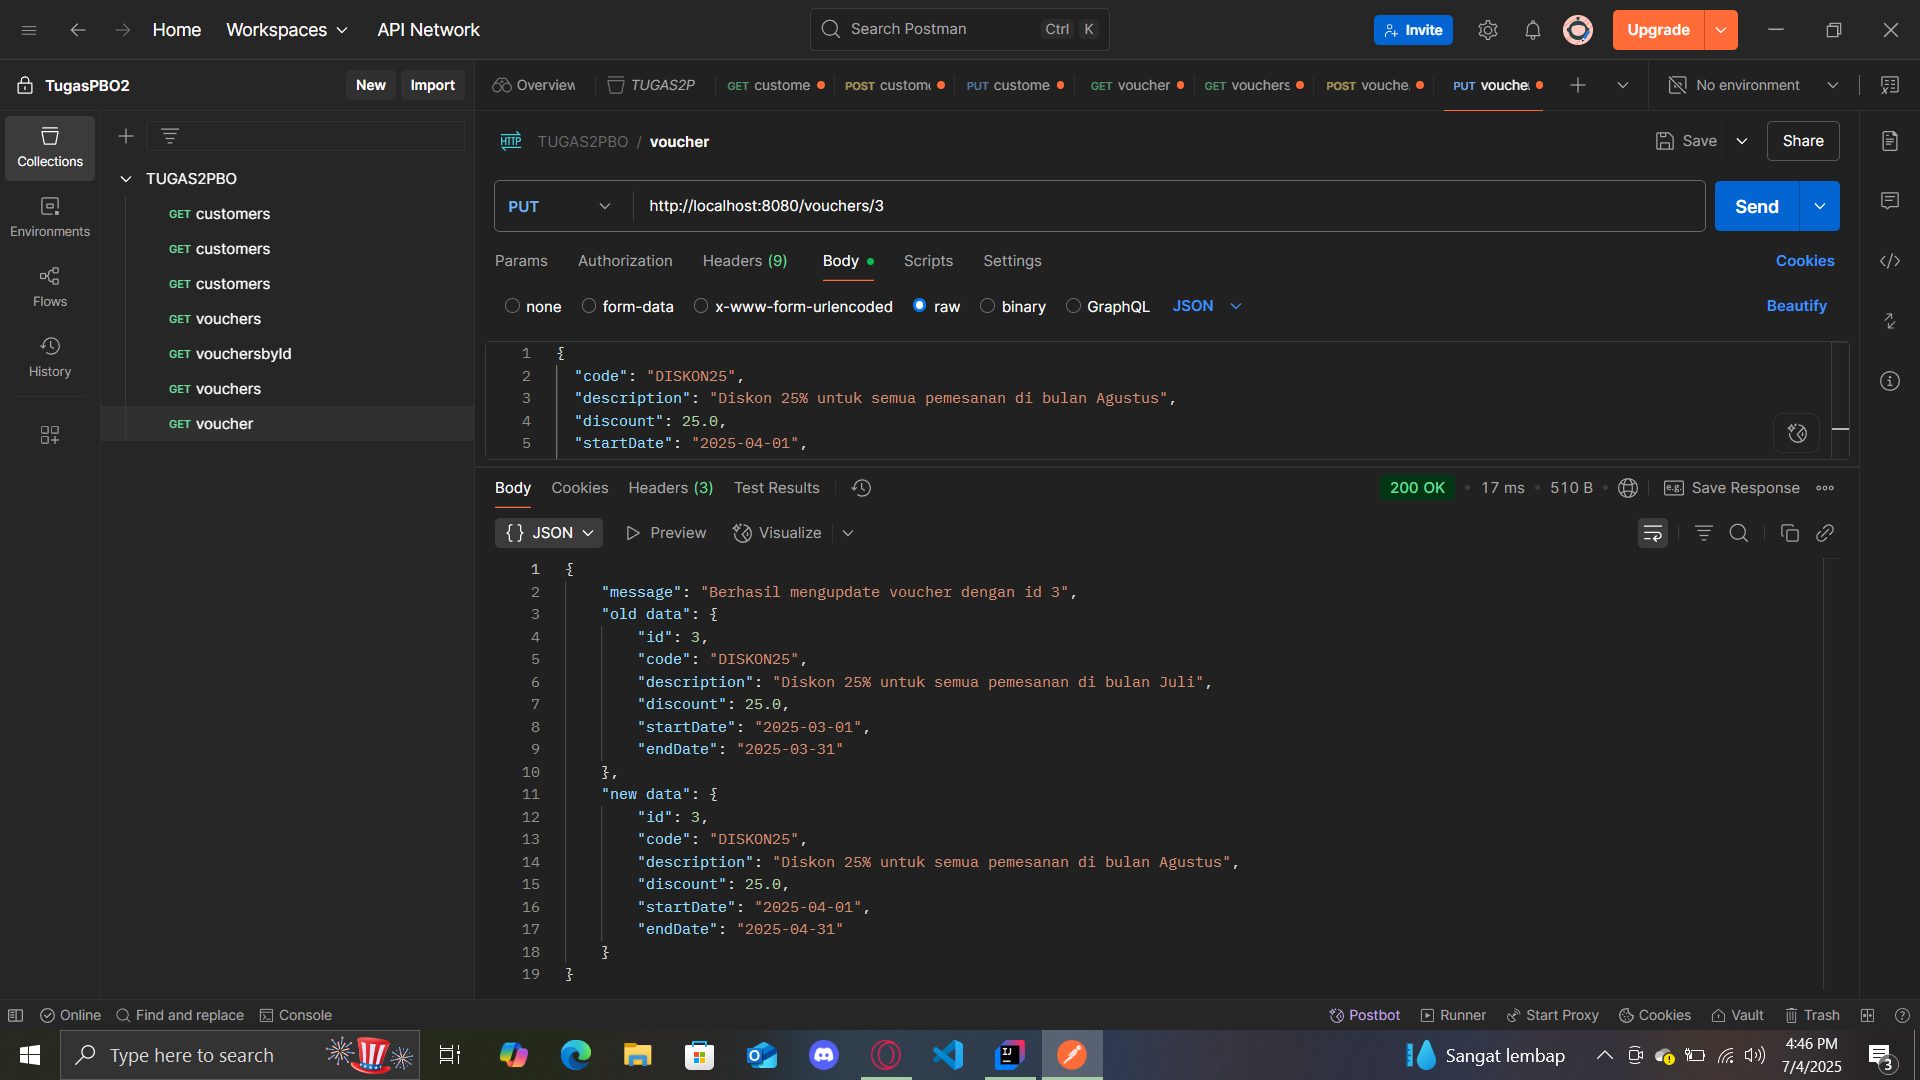 Home
Workspaces
API Network
Search Postman
Ctrl
K
Invite
Upgrade
TugasPBO2
New
Import
Overview
TUGAS2P
GET custome
POST custom
PUT custome
GET voucher
GET vouchers
POST vouche
PUT vouche
No environment
Collections
Environments
Flows
History
TUGAS2PBO
GET customers
GET customers
GET customers
GET vouchers
GET vouchersbyId
GET vouchers
GET voucher
HTTP
TUGAS2PBO / voucher
Save
Share
PUT
http://localhost:8080/vouchers/3
Send
Params
Authorization
Headers (9)
Body
Scripts
Settings
Cookies
none
form-data
x-www-form-urlencoded
raw
binary
GraphQL
JSON
Beautify
1 {
2 "code": "DISKON25",
3 "description": "Diskon 25% untuk semua pemesanan di bulan Agustus",
4 "discount": 25.0,
5 "startDate": "2025-04-01",
Body
Cookies
Headers (3)
Test Results
200 OK
17 ms
510 B
e.g.
Save Response
{} JSON
Preview
Visualize
1 {
2 "message": "Berhasil mengupdate voucher dengan id 3",
3 "old data": {
4 "id": 3,
5 "code": "DISKON25",
6 "description": "Diskon 25% untuk semua pemesanan di bulan Juli",
7 "discount": 25.0,
8 "startDate": "2025-03-01",
9 "endDate": "2025-03-31"
10 },
11 "new data": {
12 "id": 3,
13 "code": "DISKON25",
14 "description": "Diskon 25% untuk semua pemesanan di bulan Agustus",
15 "discount": 25.0,
16 "startDate": "2025-04-01",
17 "endDate": "2025-04-31"
18 }
19 }
Online
Find and replace
Console
Postbot
Runner
Start Proxy
Cookies
Vault
Trash
Type here to search
Sangat lembap
4:46 PM
7/4/2025
3